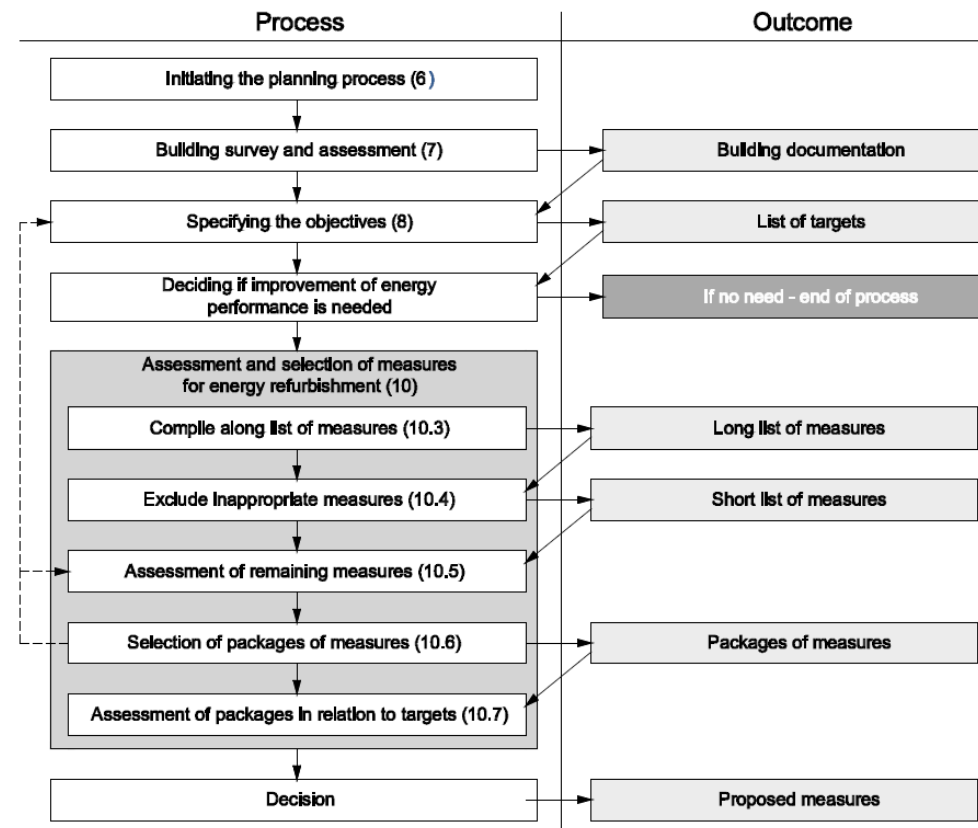 Process
Outcome
Initiating the planning process (6)
Building survey and assessment (7)
Building documentation
Specifying the objectives (8)
List of targets
Deciding if improvement of energy
performance is needed
If no need - end of process
Assessment and selection of measures
for energy refurbishment (10)
Compile along list of measures (10.3)
Long list of measures
Exclude inappropriate measures (10.4)
Short list of measures
Assessment of remaining measures (10.5)
Selection of packages of measures (10.6)
Packages of measures
Assessment of packages in relation to targets (10.7)
Decision
Proposed measures